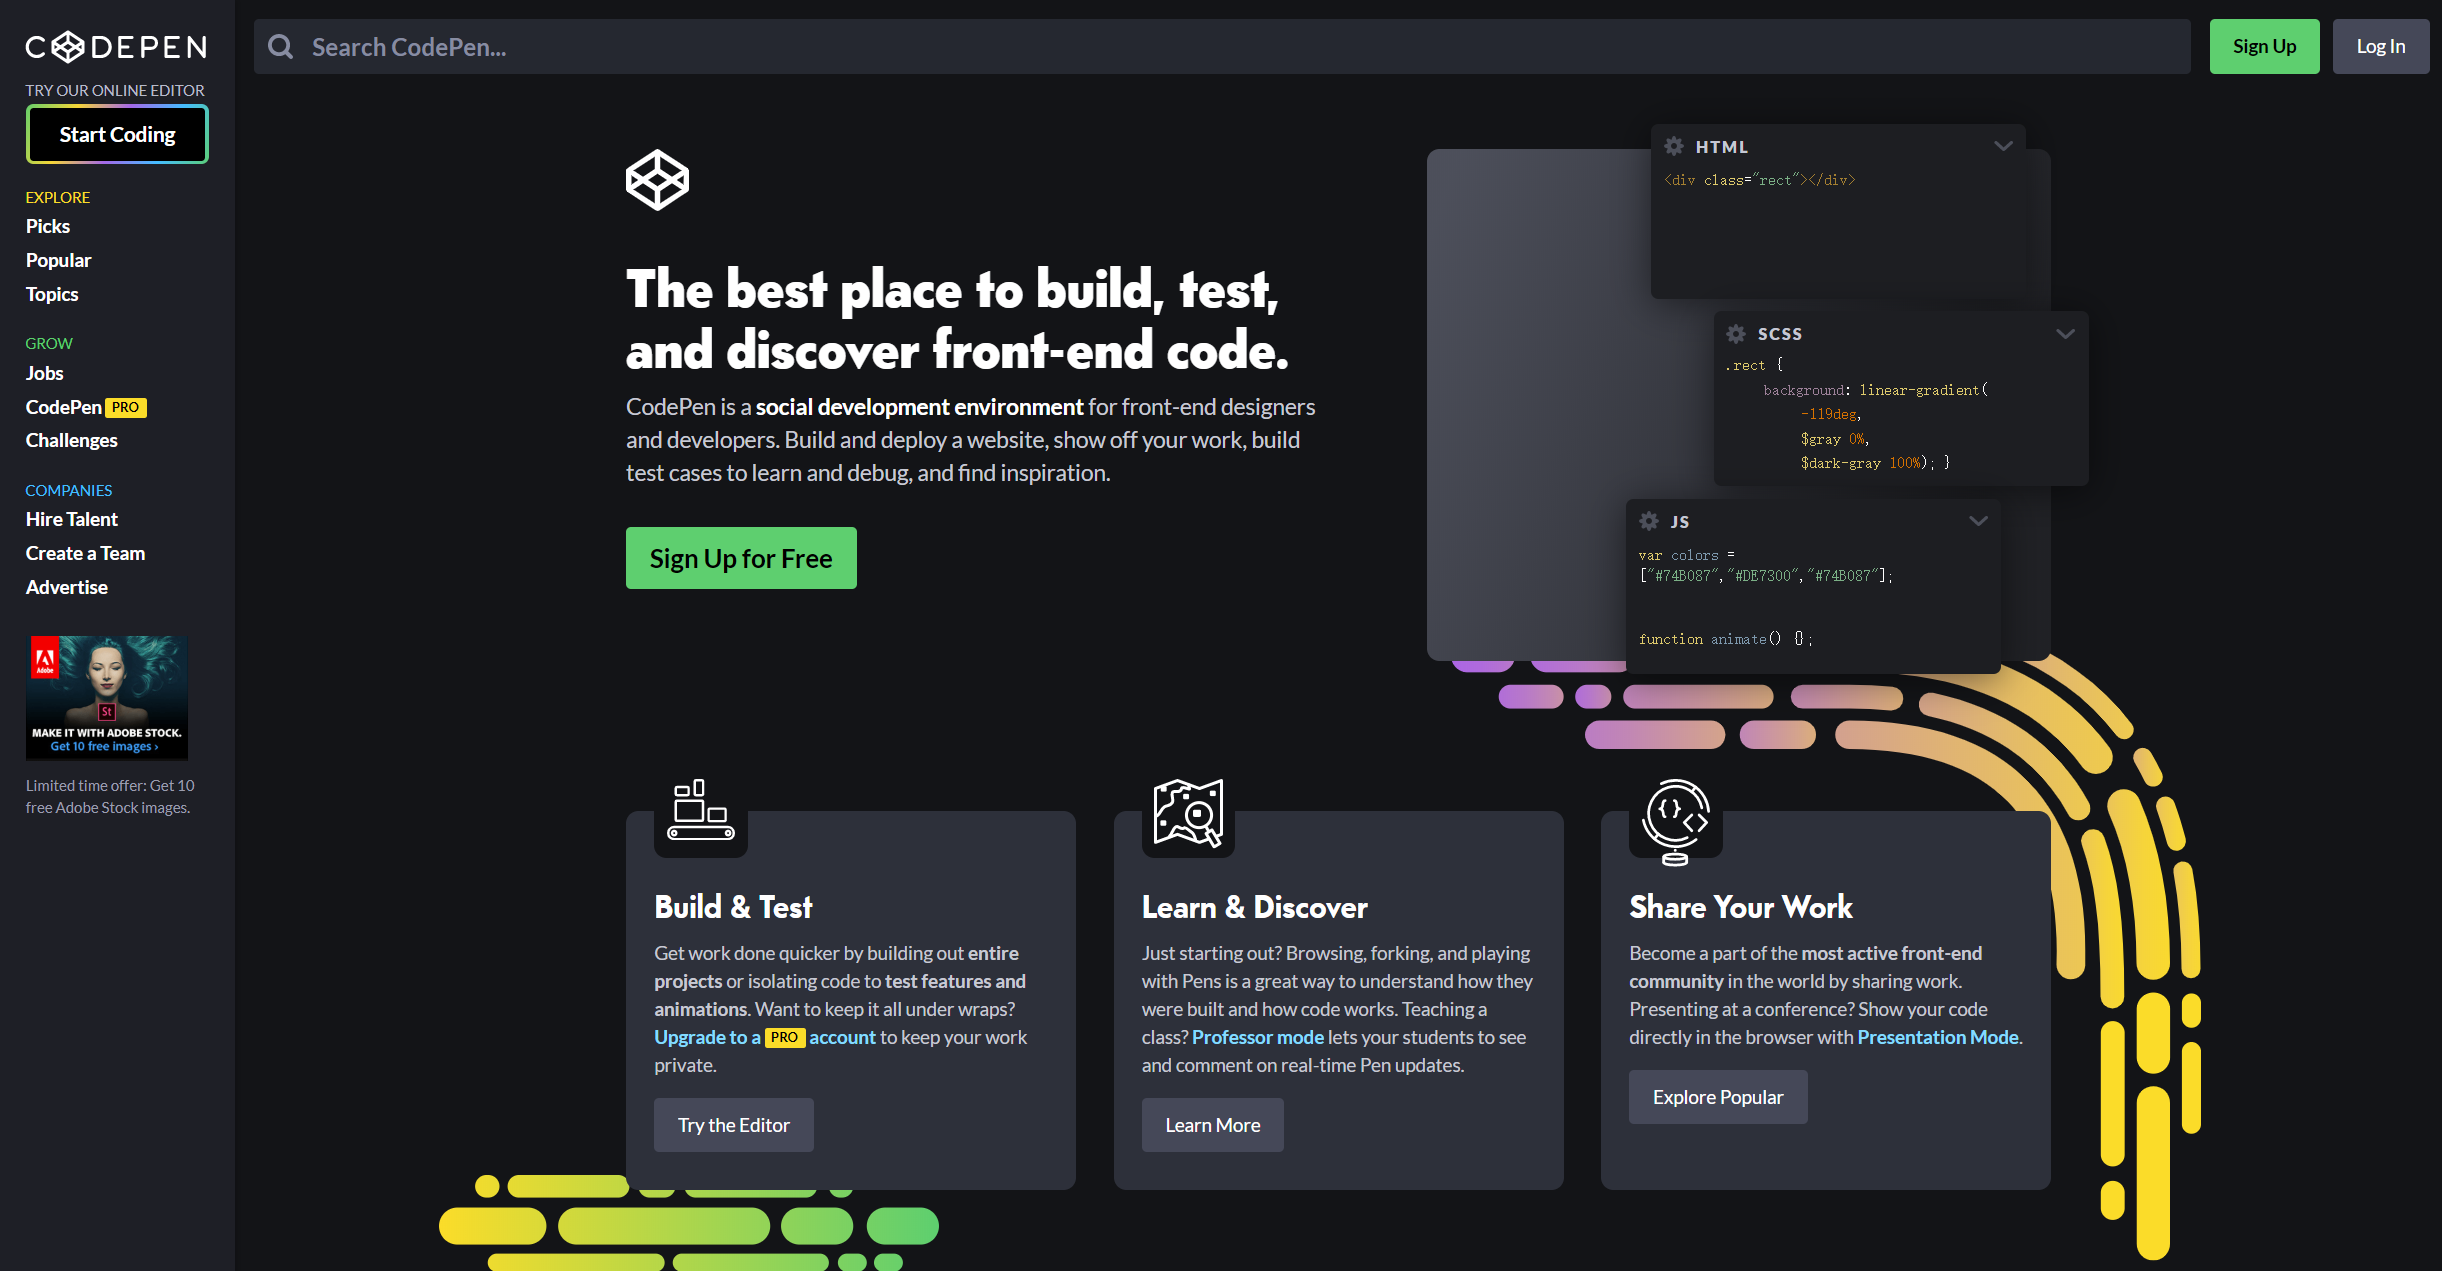 CODEPEN
TRY OUR ONLINE EDITOR
Start Coding
EXPLORE
Picks
Popular
Topics
GROW
Jobs
CodePen PRO
Challenges
COMPANIES
Hire Talent
Create a Team
Advertise
Adobe
St
MAKE IT WITH ADOBE STOCK.
Get 10 free images ›
Limited time offer: Get 10
free Adobe Stock images.
Search CodePen...
Sign Up
Log In
The best place to build, test,
and discover front-end code.
CodePen is a social development environment for front-end designers
and developers. Build and deploy a website, show off your work, build
test cases to learn and debug, and find inspiration.
Sign Up for Free
HTML
<div class="rect"></div>
SCSS
.rect {
background: linear-gradient(
-119deg,
$gray 0%,
$dark-gray 100%); }
JS
var colors =
["#74B087","#DE7300","#74B087"];
function animate() {};
Build & Test
Get work done quicker by building out entire
projects or isolating code to test features and
animations. Want to keep it all under wraps?
Upgrade to a PRO account to keep your work
private.
Try the Editor
Learn & Discover
Just starting out? Browsing, forking, and playing
with Pens is a great way to understand how they
were built and how code works. Teaching a
class? Professor mode lets your students to see
and comment on real-time Pen updates.
Learn More
Share Your Work
Become a part of the most active front-end
community in the world by sharing work.
Presenting at a conference? Show your code
directly in the browser with Presentation Mode.
Explore Popular